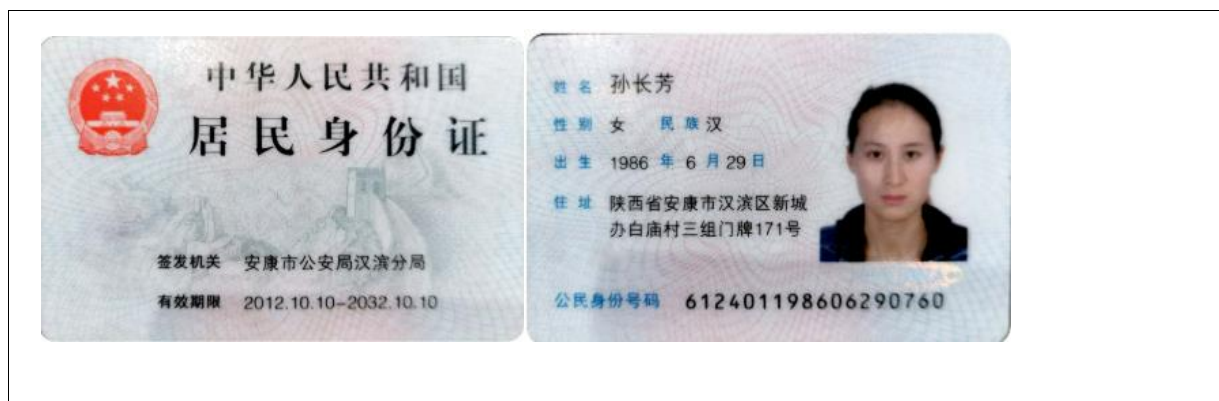 中华人民共和国
居民身份证
签发机关 安康市公安局汉滨分局
有效期限 2012.10.10-2032.10.10
姓名 孙长芳
性别 女 民族 汉
出生 1986 年 6 月 29 日
住址 陕西省安康市汉滨区新城
办白庙村三组门牌171号
公民身份号码 612401198606290760